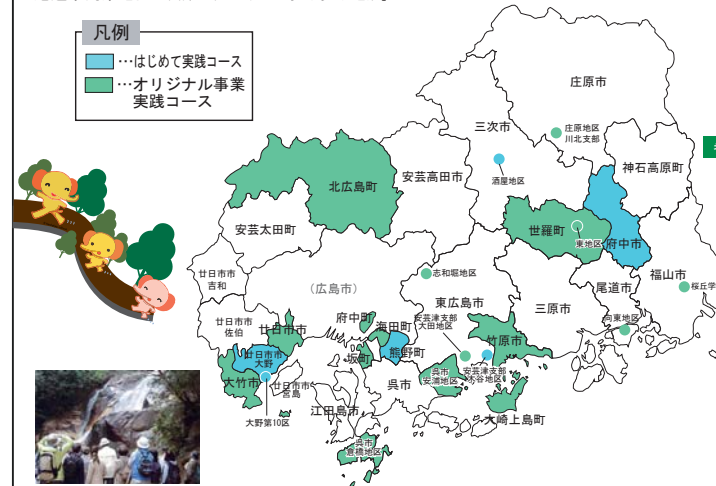 凡例
…はじめて実践コース
…オリジナル事業
実践コース
庄原市
三次市
庄原地区
川北支部
神石高原町
酒屋地区
安芸高田市
北広島町
世羅町
東地区
府中市
安芸太田町
廿日市市
吉和
(広島市)
志和堀地区
東広島市
三原市
尾道市
福山市
桜丘学
向東地区
廿日市市
佐伯
廿日市市
府中町
海田町
安芸津支部
大田地区
竹原市
熊野町
坂町
廿日市市
大野
大竹市
廿日市市
宮島
呉市
呉市
安浦地区
安芸津支部
木谷地区
大崎上島町
江田島市
大野第10区
呉市
倉橋地区